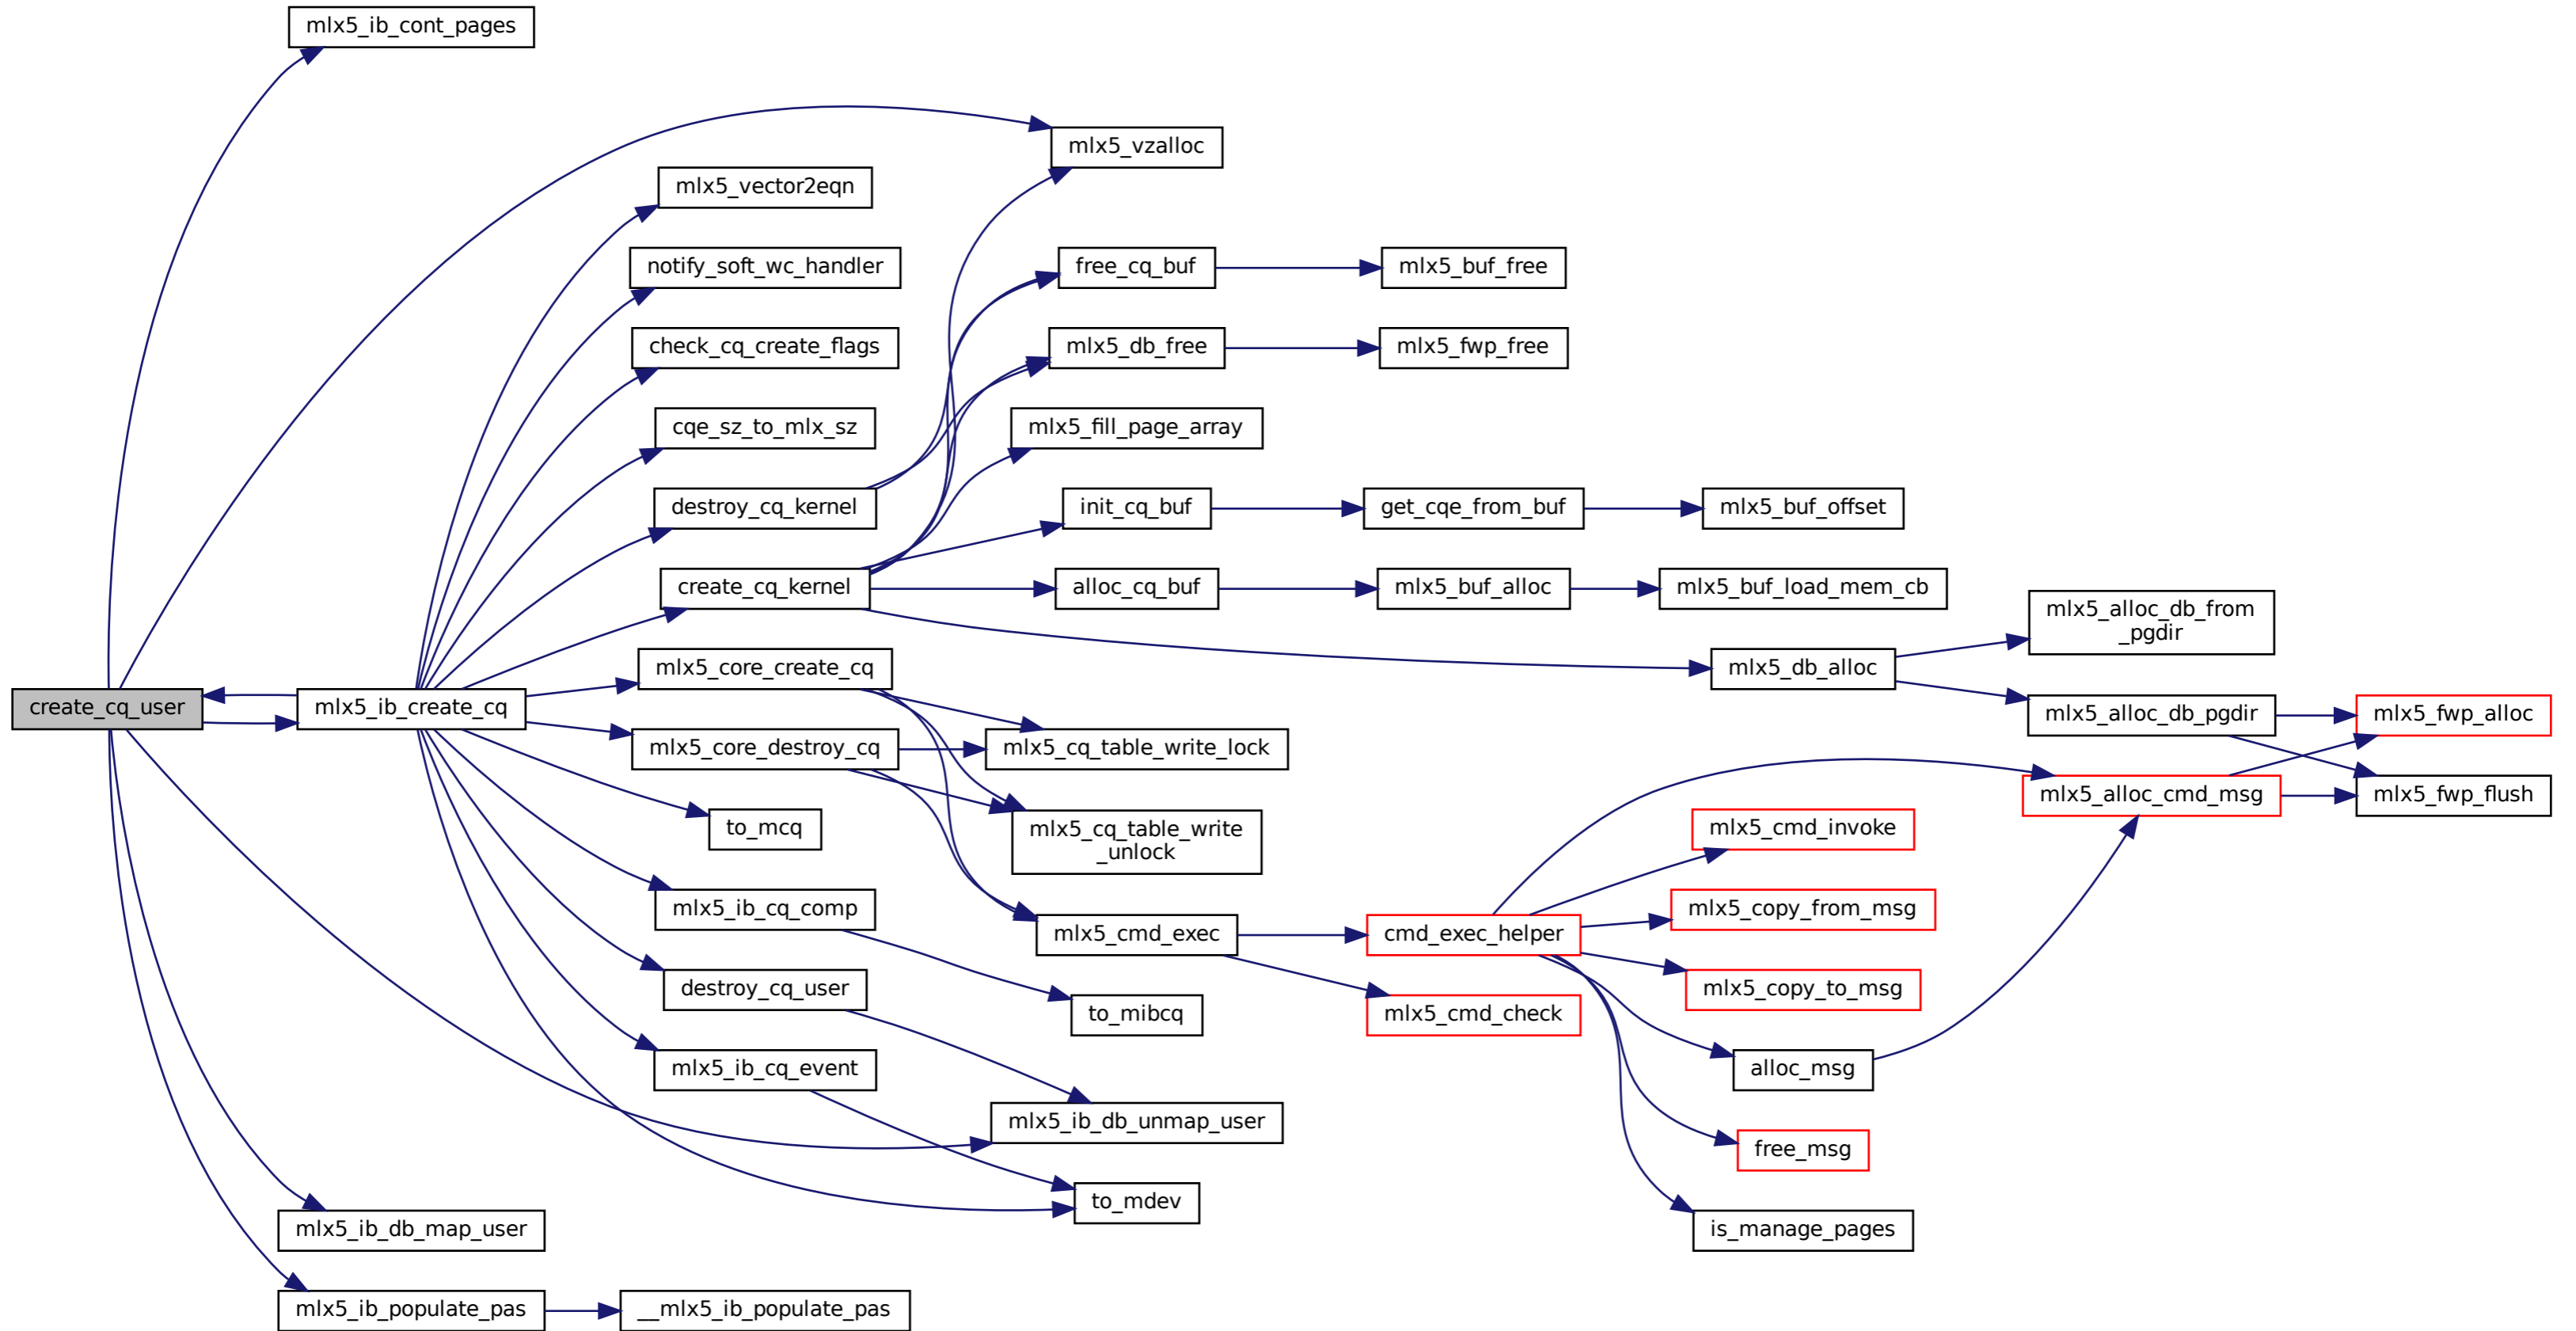 mlx5_ib_cont_pages
mlx5_vzalloc
mlx5_vector2eqn
notify_soft_wc_handler
free_cq_buf
mlx5_buf_free
check_cq_create_flags
mlx5_db_free
mlx5_fwp_free
cqe_sz_to_mlx_sz
mlx5_fill_page_array
destroy_cq_kernel
init_cq_buf
get_cqe_from_buf
mlx5_buf_offset
create_cq_kernel
alloc_cq_buf
mlx5_buf_alloc
mlx5_buf_load_mem_cb
mlx5_alloc_db_from
_pgdir
mlx5_core_create_cq
mlx5_db_alloc
create_cq_user
mlx5_ib_create_cq
mlx5_alloc_db_pgdir
mlx5_fwp_alloc
mlx5_core_destroy_cq
mlx5_cq_table_write_lock
mlx5_alloc_cmd_msg
mlx5_fwp_flush
to_mcq
mlx5_cq_table_write
_unlock
mlx5_cmd_invoke
mlx5_ib_cq_comp
mlx5_copy_from_msg
mlx5_cmd_exec
cmd_exec_helper
destroy_cq_user
mlx5_copy_to_msg
to_mibcq
mlx5_cmd_check
mlx5_ib_cq_event
alloc_msg
mlx5_ib_db_unmap_user
free_msg
to_mdev
mlx5_ib_db_map_user
is_manage_pages
mlx5_ib_populate_pas
__mlx5_ib_populate_pas